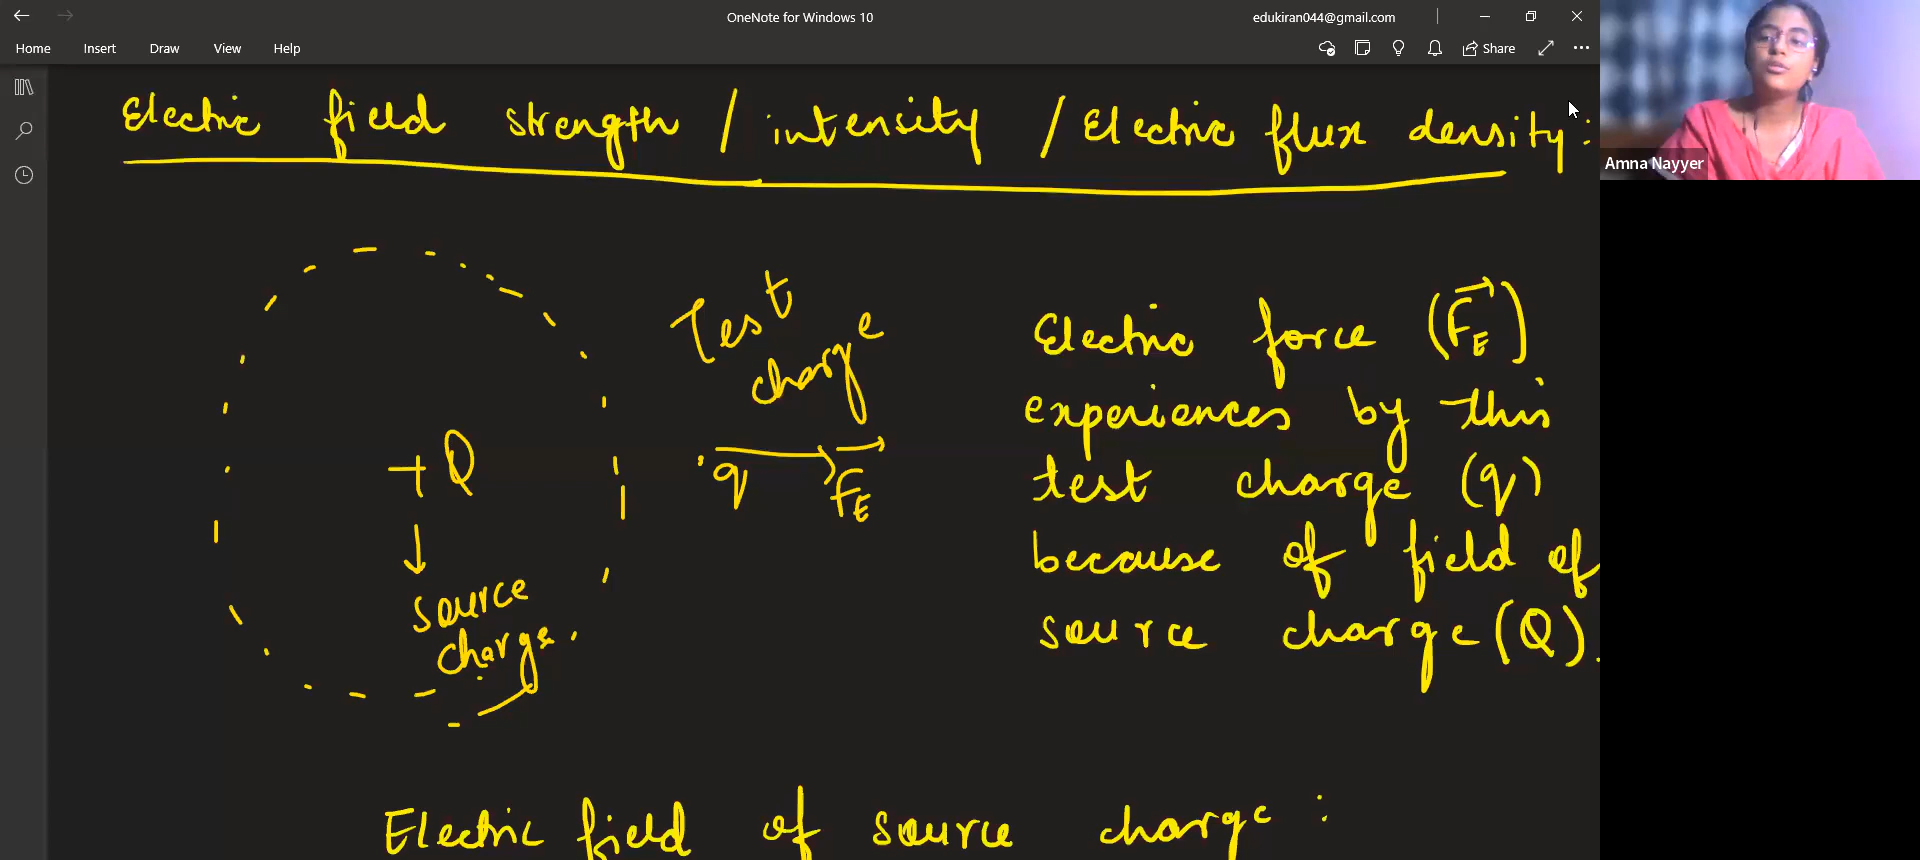 OneNote for Windows 10
edukiran044@gmail.com
Home Insert Draw View Help
Share
Amna Nayyer
Electric field strength / intensity / Electric flux density:
Test
charge
+Q
q
FE
source
charge
Electric force (FE)
experiences by this
test charge (q)
because of field of
source charge (Q).
Electric field of source charge :